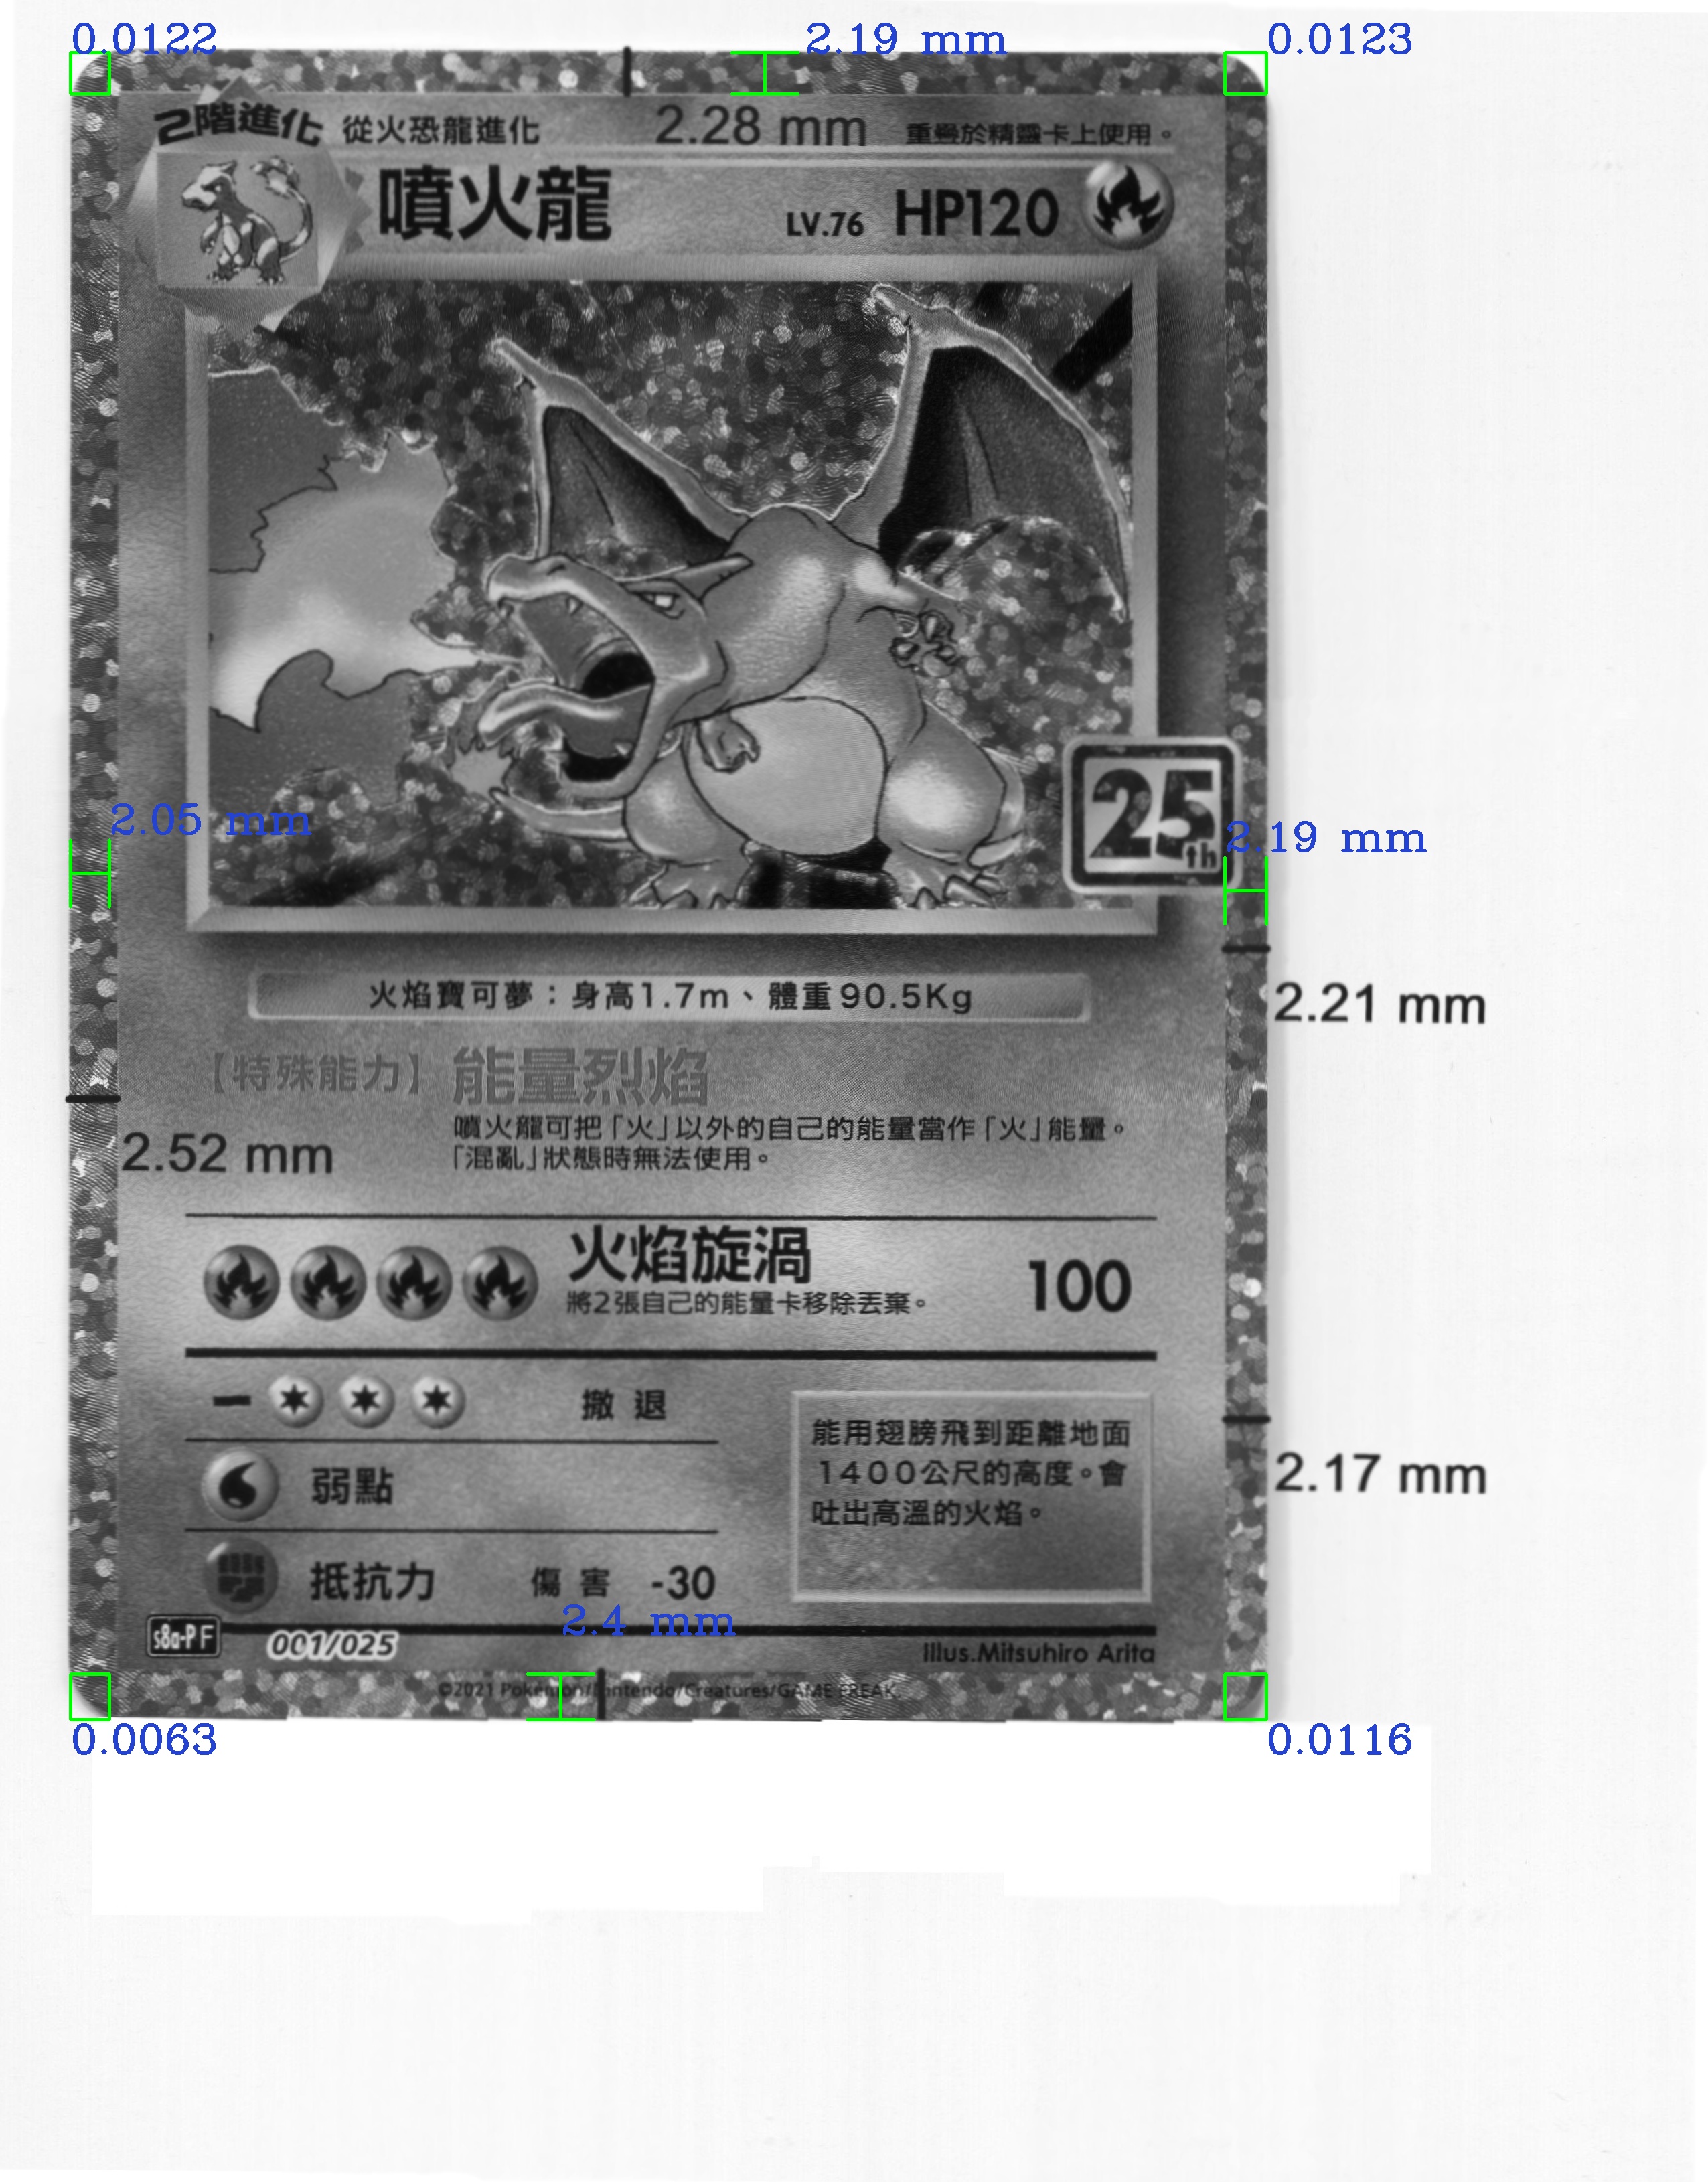 0.0122
2.19 mm
0.0123
2階進化 從火恐龍進化 2.28 mm 重疊於精靈卡上使用。
噴火龍 LV.76 HP120
2.05 mm
25th
2.19 mm
火焰寶可夢：身高1.7m、體重90.5Kg
2.21 mm
【特殊能力】 能量烈焰
噴火龍可把「火」以外的自己的能量當作「火」能量。
「混亂」狀態時無法使用。
2.52 mm
火焰旋渦 100
將2張自己的能量卡移除丟棄。
撤退
能用翅膀飛到距離地面
1400公尺的高度。會
吐出高溫的火焰。
2.17 mm
弱點
抵抗力 傷害 -30
2.4 mm
s8a-P F 001/025
Illus.Mitsuhiro Arita
©2021 Pokémon/Nintendo/Creatures/GAME FREAK.
0.0063
0.0116